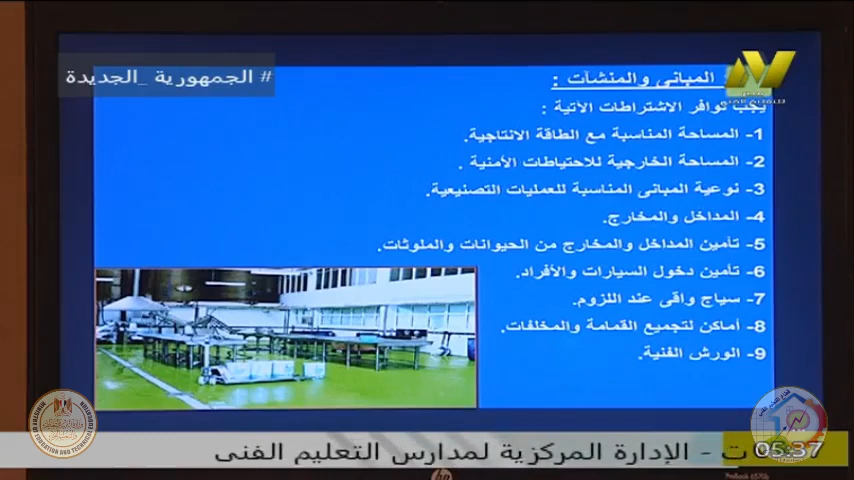 # الجمهورية _الجديدة
المبانى والمنشآت :
يجب توافر الاشتراطات الآتية :
1- المساحة المناسبة مع الطاقة الانتاجية.
2- المساحة الخارجية للاحتياطات الأمنية .
3- نوعية المبانى المناسبة للعمليات التصنيعية.
4- المداخل والمخارج.
5- تأمين المداخل والمخارج من الحيوانات والملوثات.
6- تأمين دخول السيارات والأفراد.
7- سياج واقى عند اللزوم.
8- أماكن لتجميع القمامة والمخلفات.
9- الورش الفنية.
ت - الإدارة المركزية لمدارس التعليم الفنى
05:37
hp